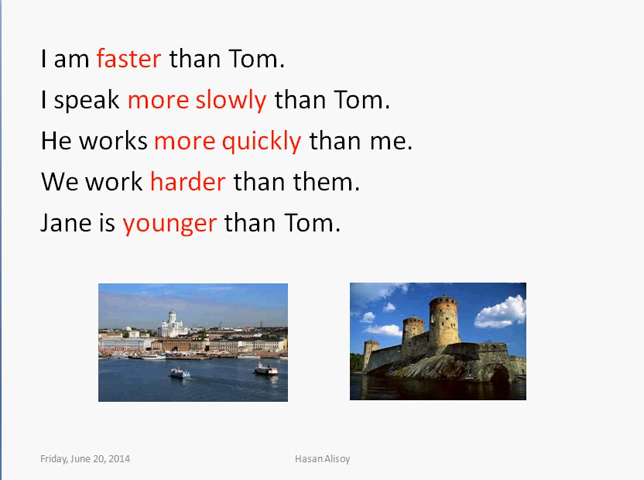 I am faster than Tom.
I speak more slowly than Tom.
He works more quickly than me.
We work harder than them.
Jane is younger than Tom.
Friday, June 20, 2014
Hasan Alisoy